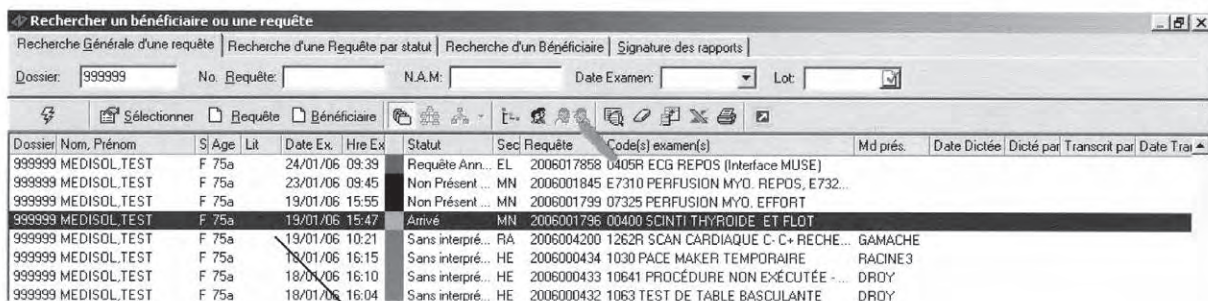 Rechercher un bénéficiaire ou une requête
Recherche Générale d'une requête Recherche d'une Requête par statut Recherche d'un Bénéficiaire Signature des rapports
Dossier: 999999 No. Requête: N.A.M: Date Examen: Lot:
Sélectionner Requête Bénéficiaire
Dossier Nom, Prénom S Age Lit Date Ex. Hre Ex Statut Sec Requête Code(s) examen(s) Md prés. Date Dictée Dicté par Transcrit par Date Trar
999999 MEDISOL,TEST F 75a 24/01/06 09:39 Requête Ann... EL 2006017858 0405R ECG REPOS (Interface MUSE)
999999 MEDISOL,TEST F 75a 23/01/06 09:45 Non Présent ... MN 2006001845 E7310 PERFUSION MYO. REPOS, E732...
999999 MEDISOL,TEST F 75a 19/01/06 15:55 Non Présent ... MN 2006001799 07325 PERFUSION MYO. EFFORT
999999 MEDISOL,TEST F 75a 19/01/06 15:47 Arrivé MN 2006001796 00400 SCINTI THYROIDE ET FLOT
999999 MEDISOL,TEST F 75a 19/01/06 10:21 Sans interpré... RA 2006004200 1262R SCAN CARDIAQUE C- C+ RECHE... GAMACHE
999999 MEDISOL,TEST F 75a 18/01/06 16:15 Sans interpré... HE 2006000434 1030 PACE MAKER TEMPORAIRE RACINE3
999999 MEDISOL,TEST F 75a 18/01/06 16:10 Sans interpré... HE 2006000433 10641 PROCÉDURE NON EXÉCUTÉE -... DROY
999999 MEDISOL,TEST F 75a 18/01/06 16:04 Sans interpré... HE 2006000432 1063 TEST DE TABLE BASCULANTE DROY